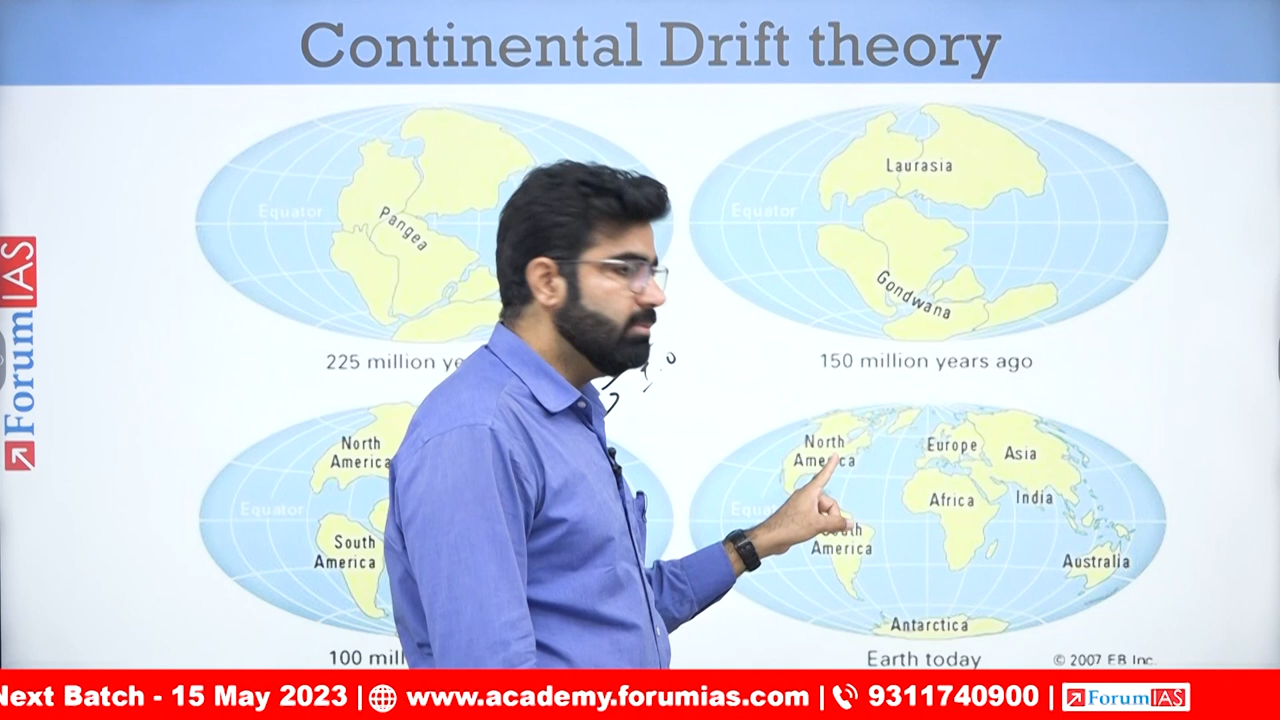 Continental Drift theory
Equator
Pangea
225 million ye
Equator
Laurasia
Gondwana
150 million years ago
ForumIAS
North
America
Equator
South
America
100 mill
North
America
Europe
Asia
Africa
India
South
America
Australia
Antarctica
Earth today
© 2007 EB Inc.
Next Batch - 15 May 2023 | www.academy.forumias.com | 9311740900 | ForumIAS